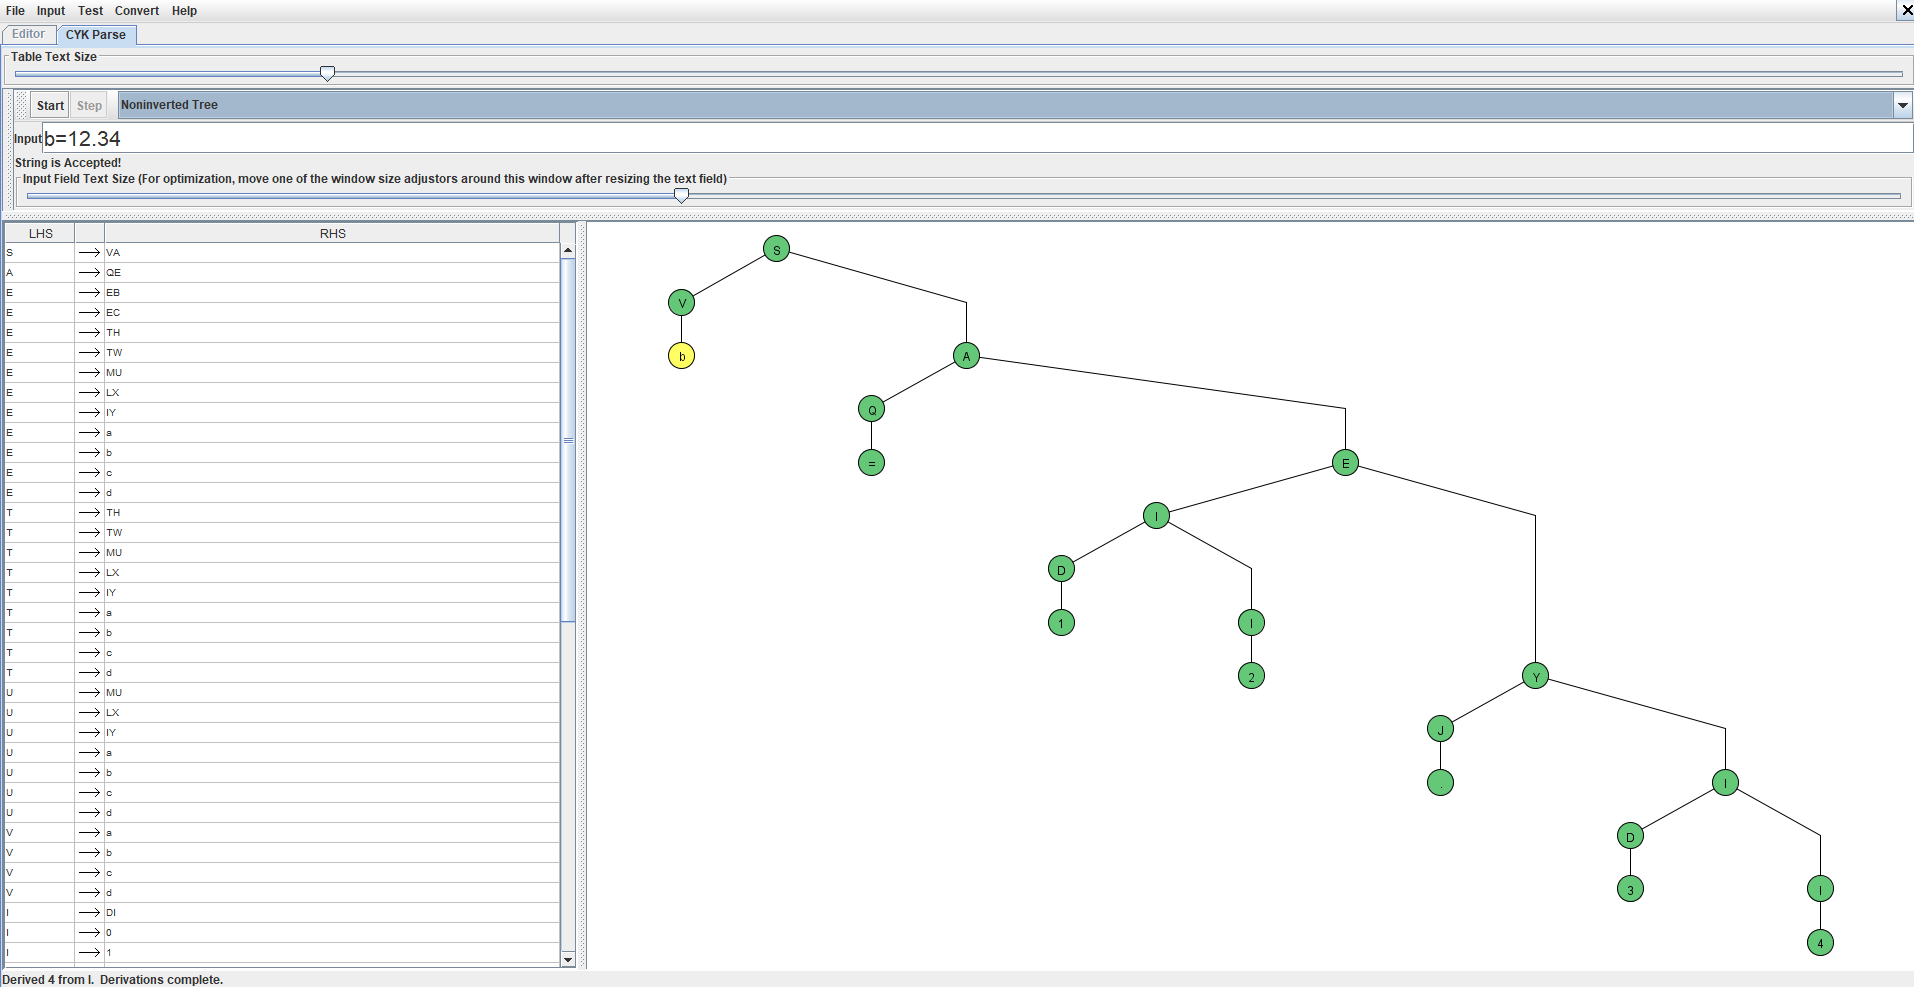 File Input Test Convert Help
Editor CYK Parse
Table Text Size
Start Step Noninverted Tree
Input b=12.34
String is Accepted!
Input Field Text Size (For optimization, move one of the window size adjustors around this window after resizing the text field)
LHS RHS
S → VA
A → QE
E → EB
E → EC
E → TH
E → TW
E → MU
E → LX
E → IY
E → a
E → b
E → c
E → d
T → TH
T → TW
T → MU
T → LX
T → IY
T → a
T → b
T → c
T → d
U → MU
U → LX
U → IY
U → a
U → b
U → c
U → d
V → a
V → b
V → c
V → d
I → DI
I → 0
I → 1
S
V
b
A
Q
=
E
I
D
1
I
2
Y
J
.
I
D
3
I
4
Derived 4 from I. Derivations complete.